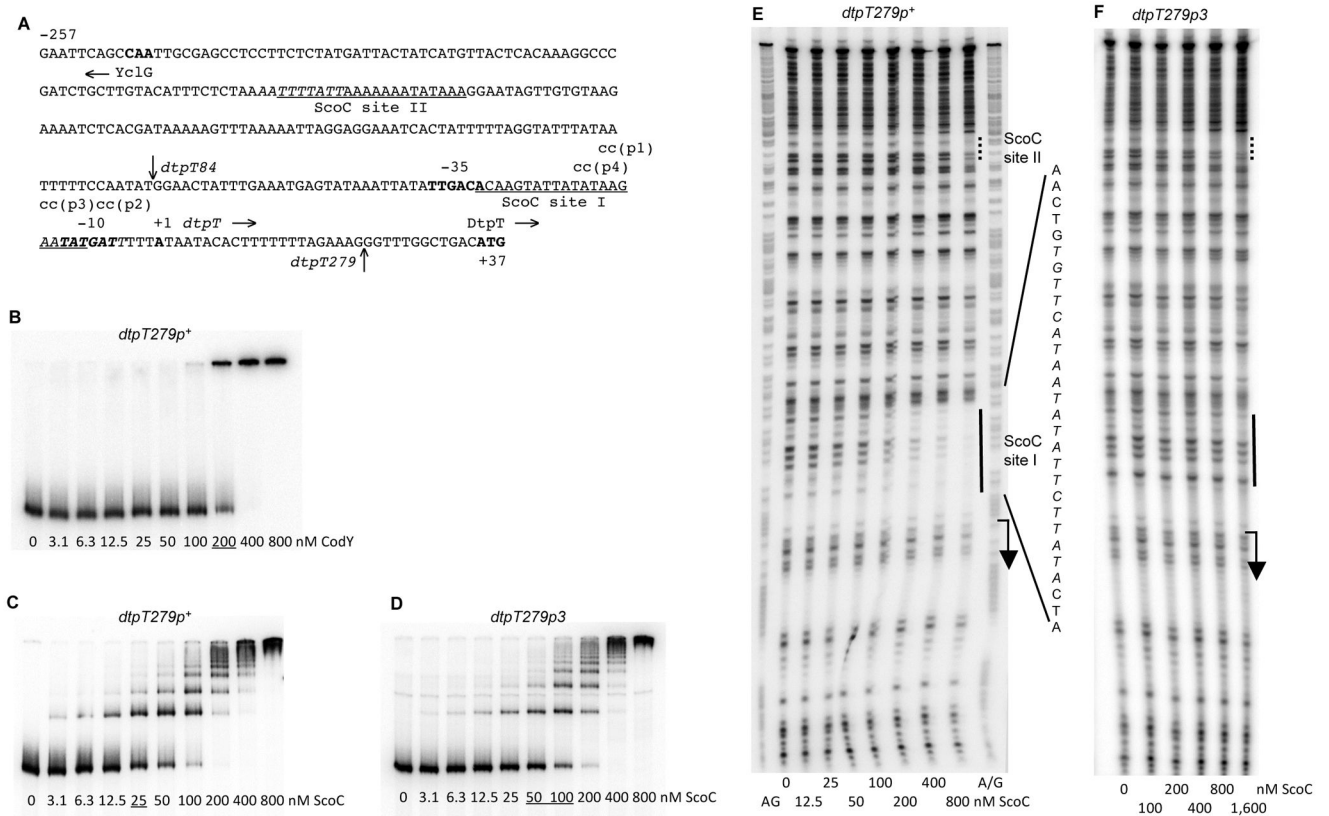 A
-257
GAATTCAGCCAATTGCGAGCCTCCTTCTCTATGATTACTATCATGTTACTCACAAAGGCCC
← YclG
GATCTGCTTGTACATTTCTCTAAAAATTTTATTAAAAAAAATATAAAGGAATAGTTGTGTAAG
ScoC site II
AAAATCTCACGATAAAAAGTTTAAAAATTAGGAGGAAATCACTATTTTTAGGTATTTATAA
cc(p1)
↓ dtpT84 -35 cc(p4)
TTTTTCCAATATGGAACTATTTGAAATGAGTATAAATTATATTGACACAAGTATTATATAAG
cc(p3)cc(p2) ScoC site I
-10 +1 dtpT → DtpT →
AATATGATTTTTATAATACACTTTTTTTAGAAAGGGTTTGGCTGACATG
dtpT279 ↑ +37
B
dtpT279p+
0 3.1 6.3 12.5 25 50 100 200 400 800 nM CodY
C
dtpT279p+
0 3.1 6.3 12.5 25 50 100 200 400 800 nM ScoC
D
dtpT279p3
0 3.1 6.3 12.5 25 50 100 200 400 800 nM ScoC
E
dtpT279p+
ScoC
site II
ScoC
site I
A
A
C
T
G
T
G
T
T
C
A
T
A
A
T
A
T
A
T
T
C
T
T
A
T
A
C
T
A
0 25 100 400 A/G
AG 12.5 50 200 800 nM ScoC
F
dtpT279p3
0 200 800 nM ScoC
100 400 1,600